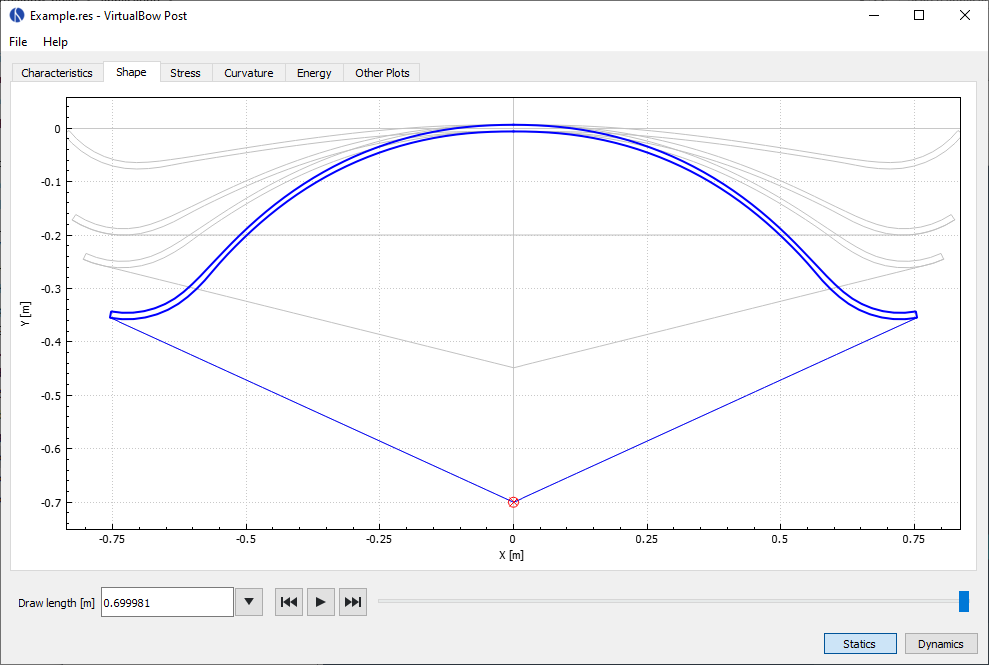 Example.res - VirtualBow Post
File Help
Characteristics Shape Stress Curvature Energy Other Plots
0
-0.1
-0.2
-0.3
-0.4
-0.5
-0.6
-0.7
Y [m]
-0.75 -0.5 -0.25 0 0.25 0.5 0.75
X [m]
Draw length [m] 0.699981
Statics Dynamics